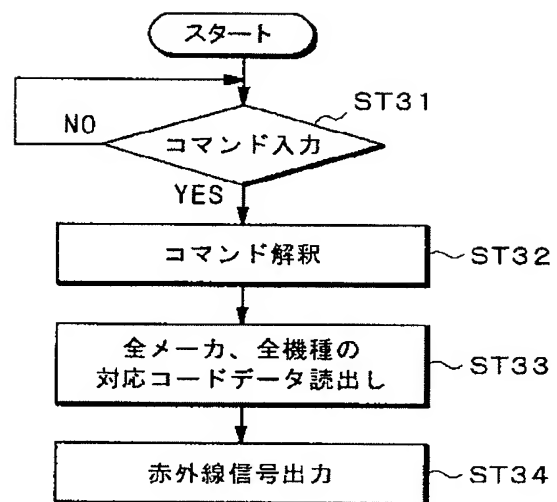 スタート
ST31
NO
コマンド入力
YES
コマンド解釈
ST32
全メーカ、全機種の
対応コードデータ読出し
ST33
赤外線信号出力
ST34